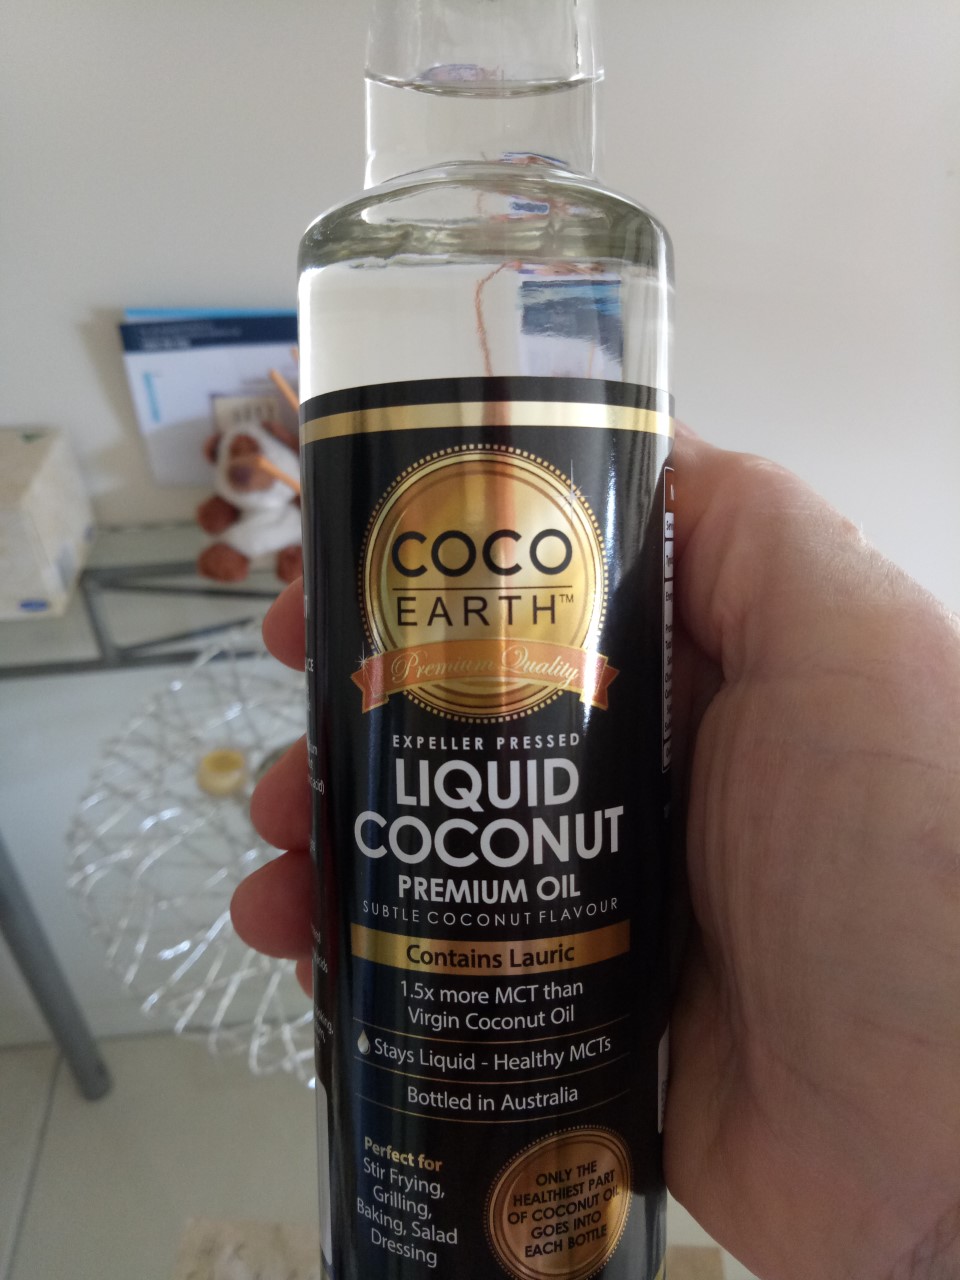 COCO
EARTH™
Premium Quality
EXPELLER PRESSED
LIQUID
COCONUT
PREMIUM OIL
SUBTLE COCONUT FLAVOUR
Contains Lauric
1.5x more MCT than
Virgin Coconut Oil
Stays Liquid - Healthy MCTs
Bottled in Australia
Perfect for
Stir Frying,
Grilling,
Baking, Salad
Dressing
ONLY THE
HEALTHIEST PART
OF COCONUT OIL
GOES INTO
EACH BOTTLE